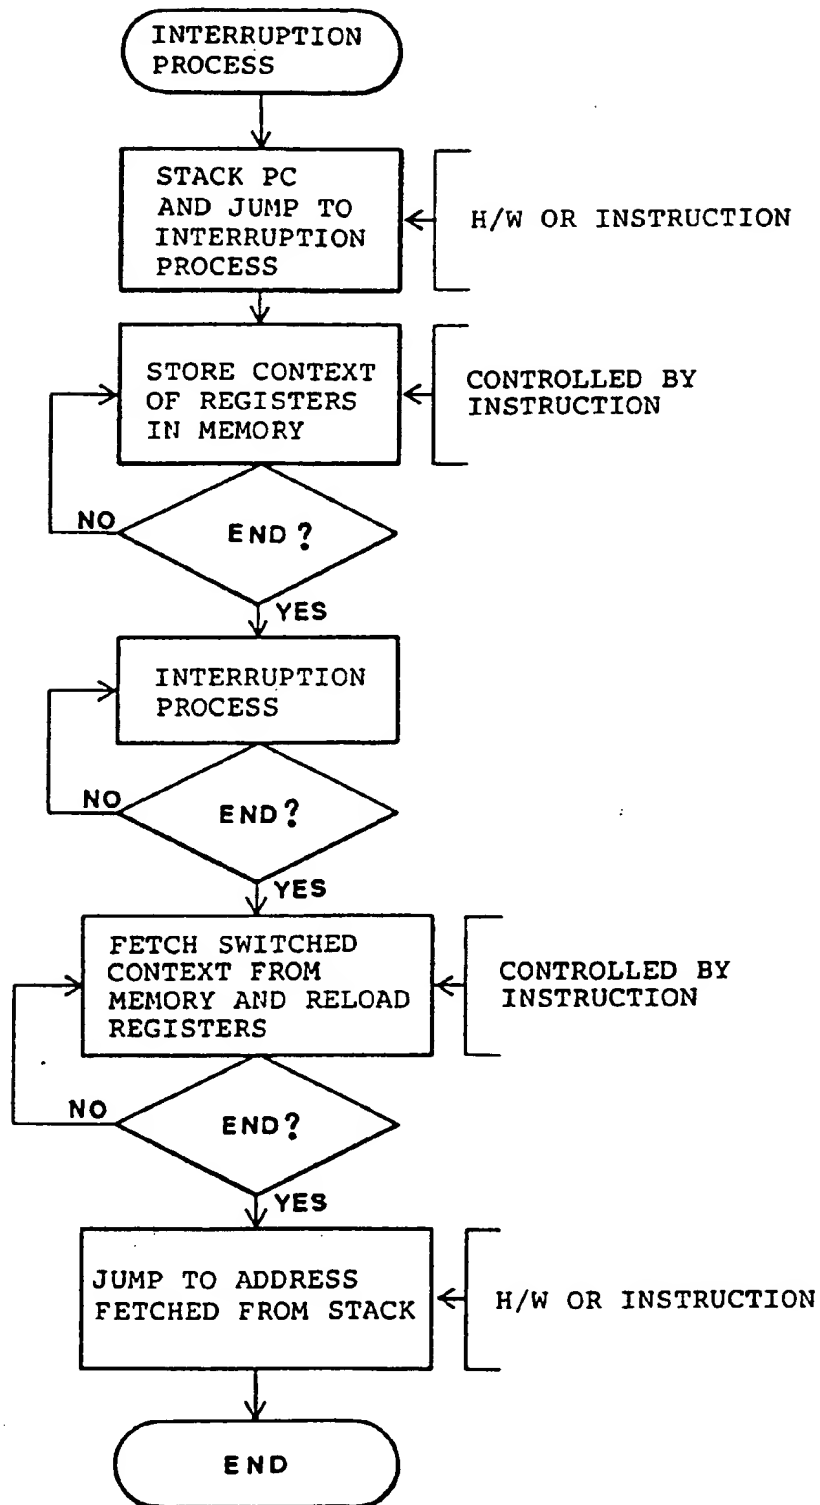 INTERRUPTION
PROCESS
STACK PC
AND JUMP TO
INTERRUPTION
PROCESS
H/W OR INSTRUCTION
STORE CONTEXT
OF REGISTERS
IN MEMORY
CONTROLLED BY
INSTRUCTION
END?
NO
YES
INTERRUPTION
PROCESS
END?
NO
YES
FETCH SWITCHED
CONTEXT FROM
MEMORY AND RELOAD
REGISTERS
CONTROLLED BY
INSTRUCTION
END?
NO
YES
JUMP TO ADDRESS
FETCHED FROM STACK
H/W OR INSTRUCTION
END